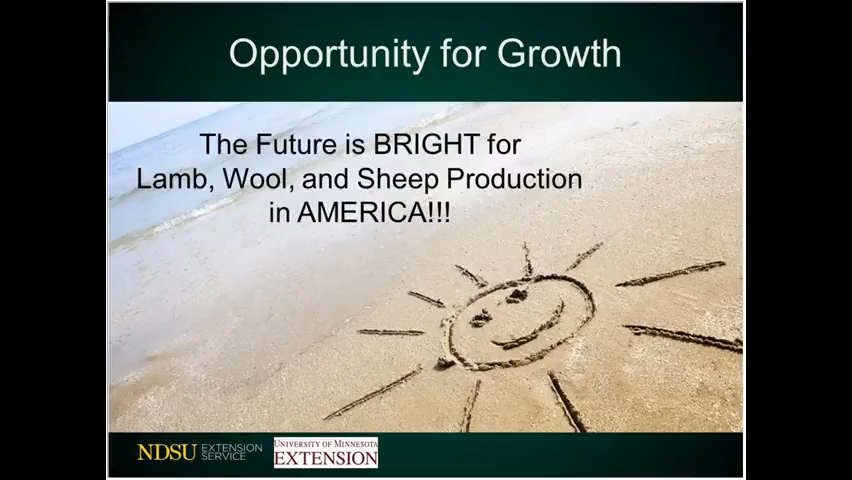 Opportunity for Growth
The Future is BRIGHT for
Lamb, Wool, and Sheep Production
in AMERICA!!!
NDSU EXTENSION
SERVICE
UNIVERSITY OF MINNESOTA
EXTENSION